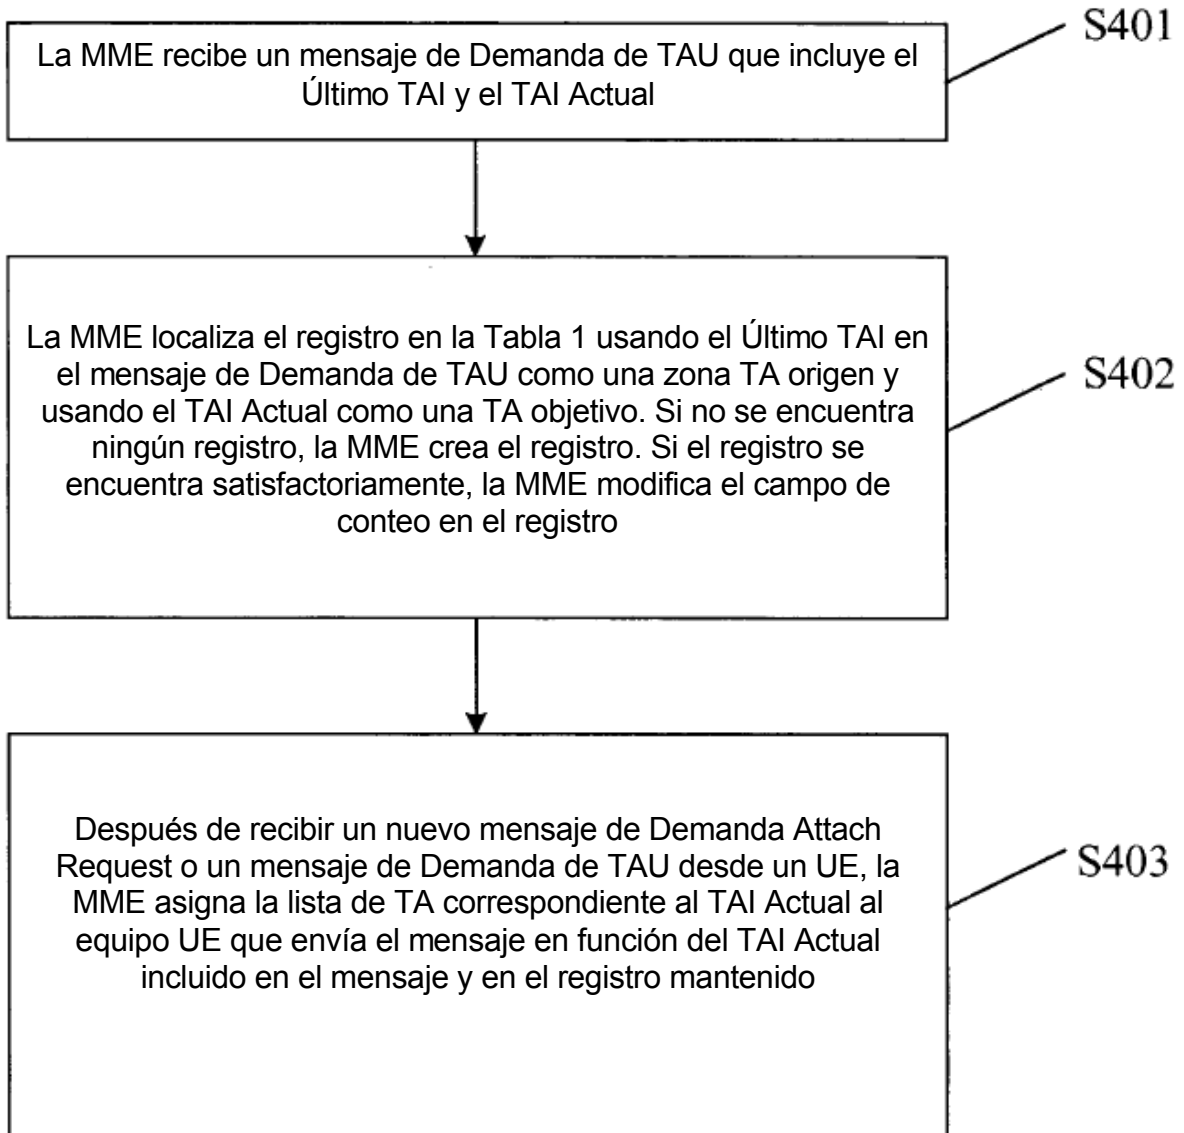 S401
La MME recibe un mensaje de Demanda de TAU que incluye el
Último TAI y el TAI Actual
La MME localiza el registro en la Tabla 1 usando el Último TAI en
el mensaje de Demanda de TAU como una zona TA origen y
usando el TAI Actual como una TA objetivo. Si no se encuentra
ningún registro, la MME crea el registro. Si el registro se
encuentra satisfactoriamente, la MME modifica el campo de
conteo en el registro
S402
Después de recibir un nuevo mensaje de Demanda Attach
Request o un mensaje de Demanda de TAU desde un UE, la
MME asigna la lista de TA correspondiente al TAI Actual al
equipo UE que envía el mensaje en función del TAI Actual
incluido en el mensaje y en el registro mantenido
S403